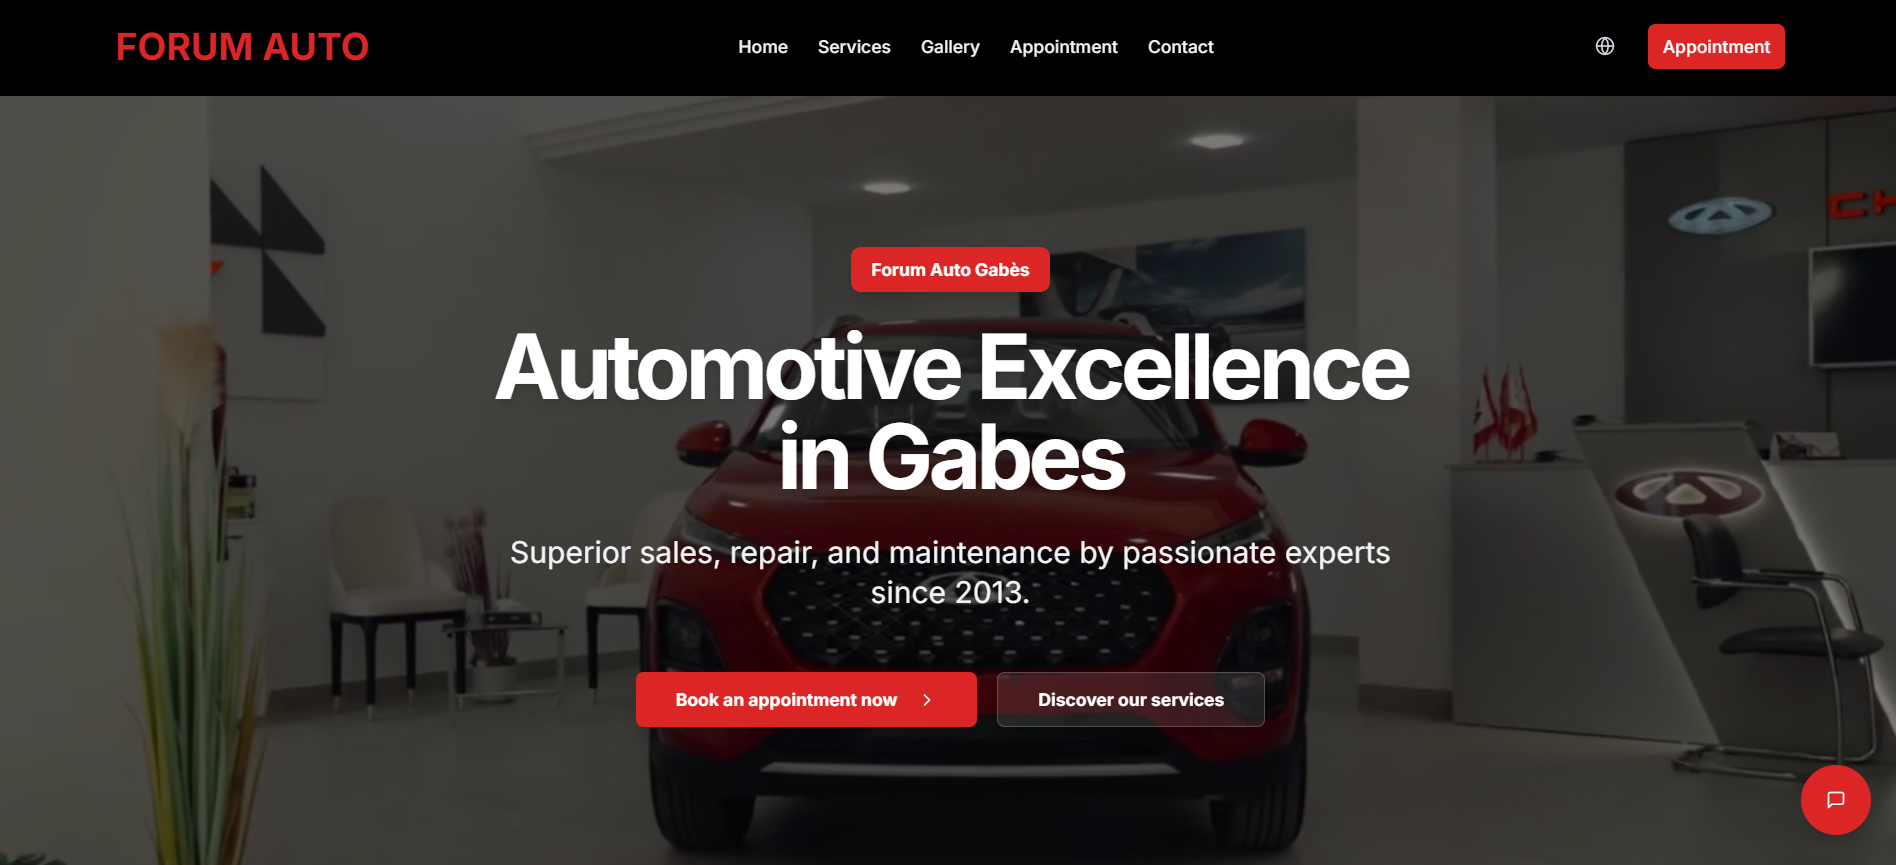 FORUM AUTO
Home
Services
Gallery
Appointment
Contact
Appointment
CH
Forum Auto Gabès
Automotive Excellence
in Gabes
Superior sales, repair, and maintenance by passionate experts
since 2013.
Book an appointment now
Discover our services